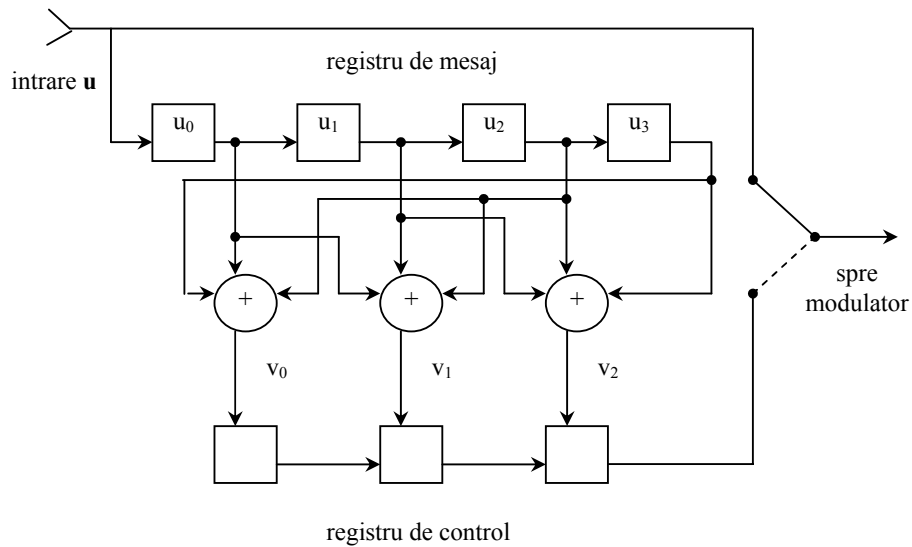 registru de mesaj
intrare u
u₀ u₁ u₂ u₃
+ + +
spre
modulator
v₀ v₁ v₂
registru de control